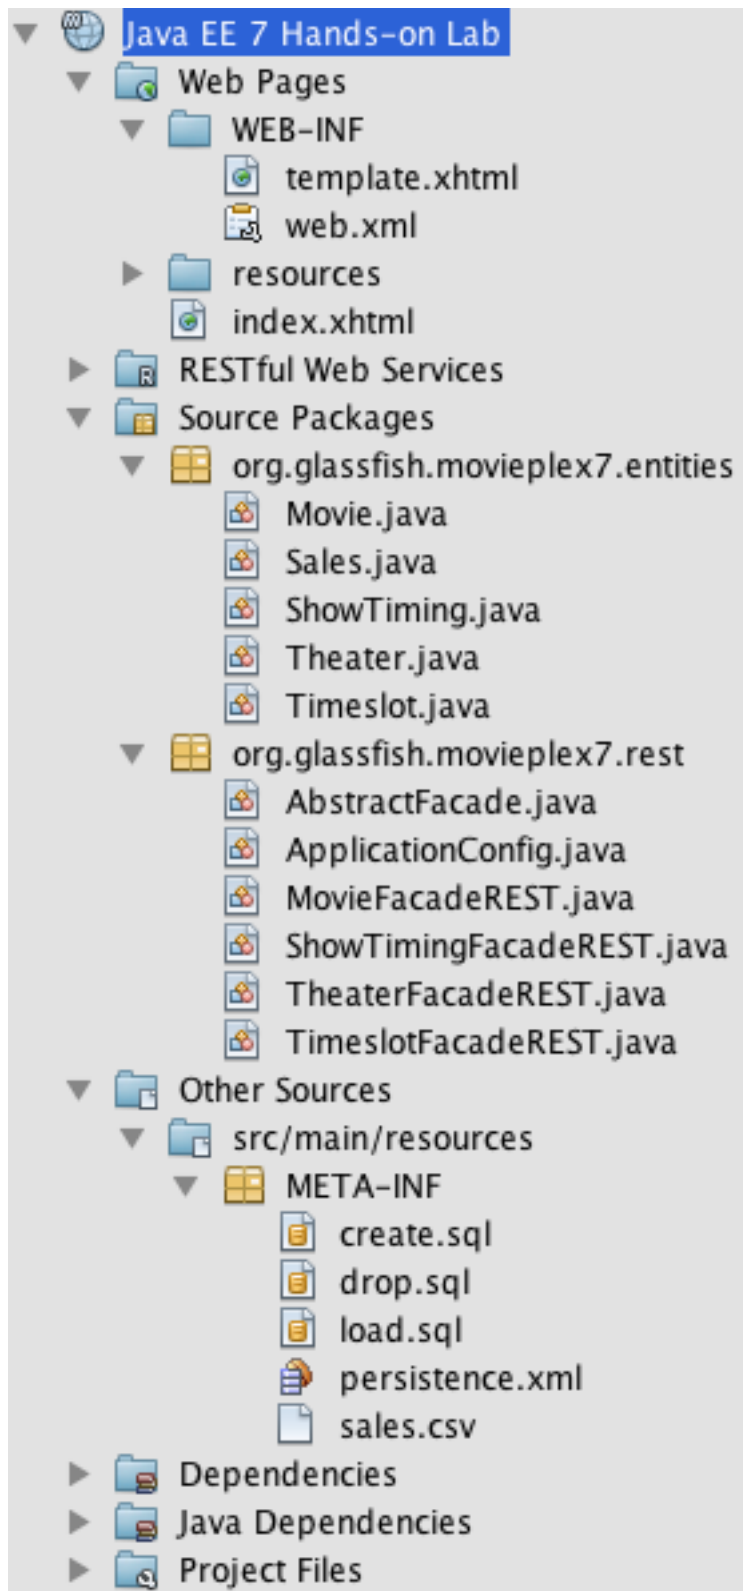 Java EE 7 Hands-on Lab
Web Pages
WEB-INF
template.xhtml
web.xml
resources
index.xhtml
RESTful Web Services
Source Packages
org.glassfish.movieplex7.entities
Movie.java
Sales.java
ShowTiming.java
Theater.java
Timeslot.java
org.glassfish.movieplex7.rest
AbstractFacade.java
ApplicationConfig.java
MovieFacadeREST.java
ShowTimingFacadeREST.java
TheaterFacadeREST.java
TimeslotFacadeREST.java
Other Sources
src/main/resources
META-INF
create.sql
drop.sql
load.sql
persistence.xml
sales.csv
Dependencies
Java Dependencies
Project Files